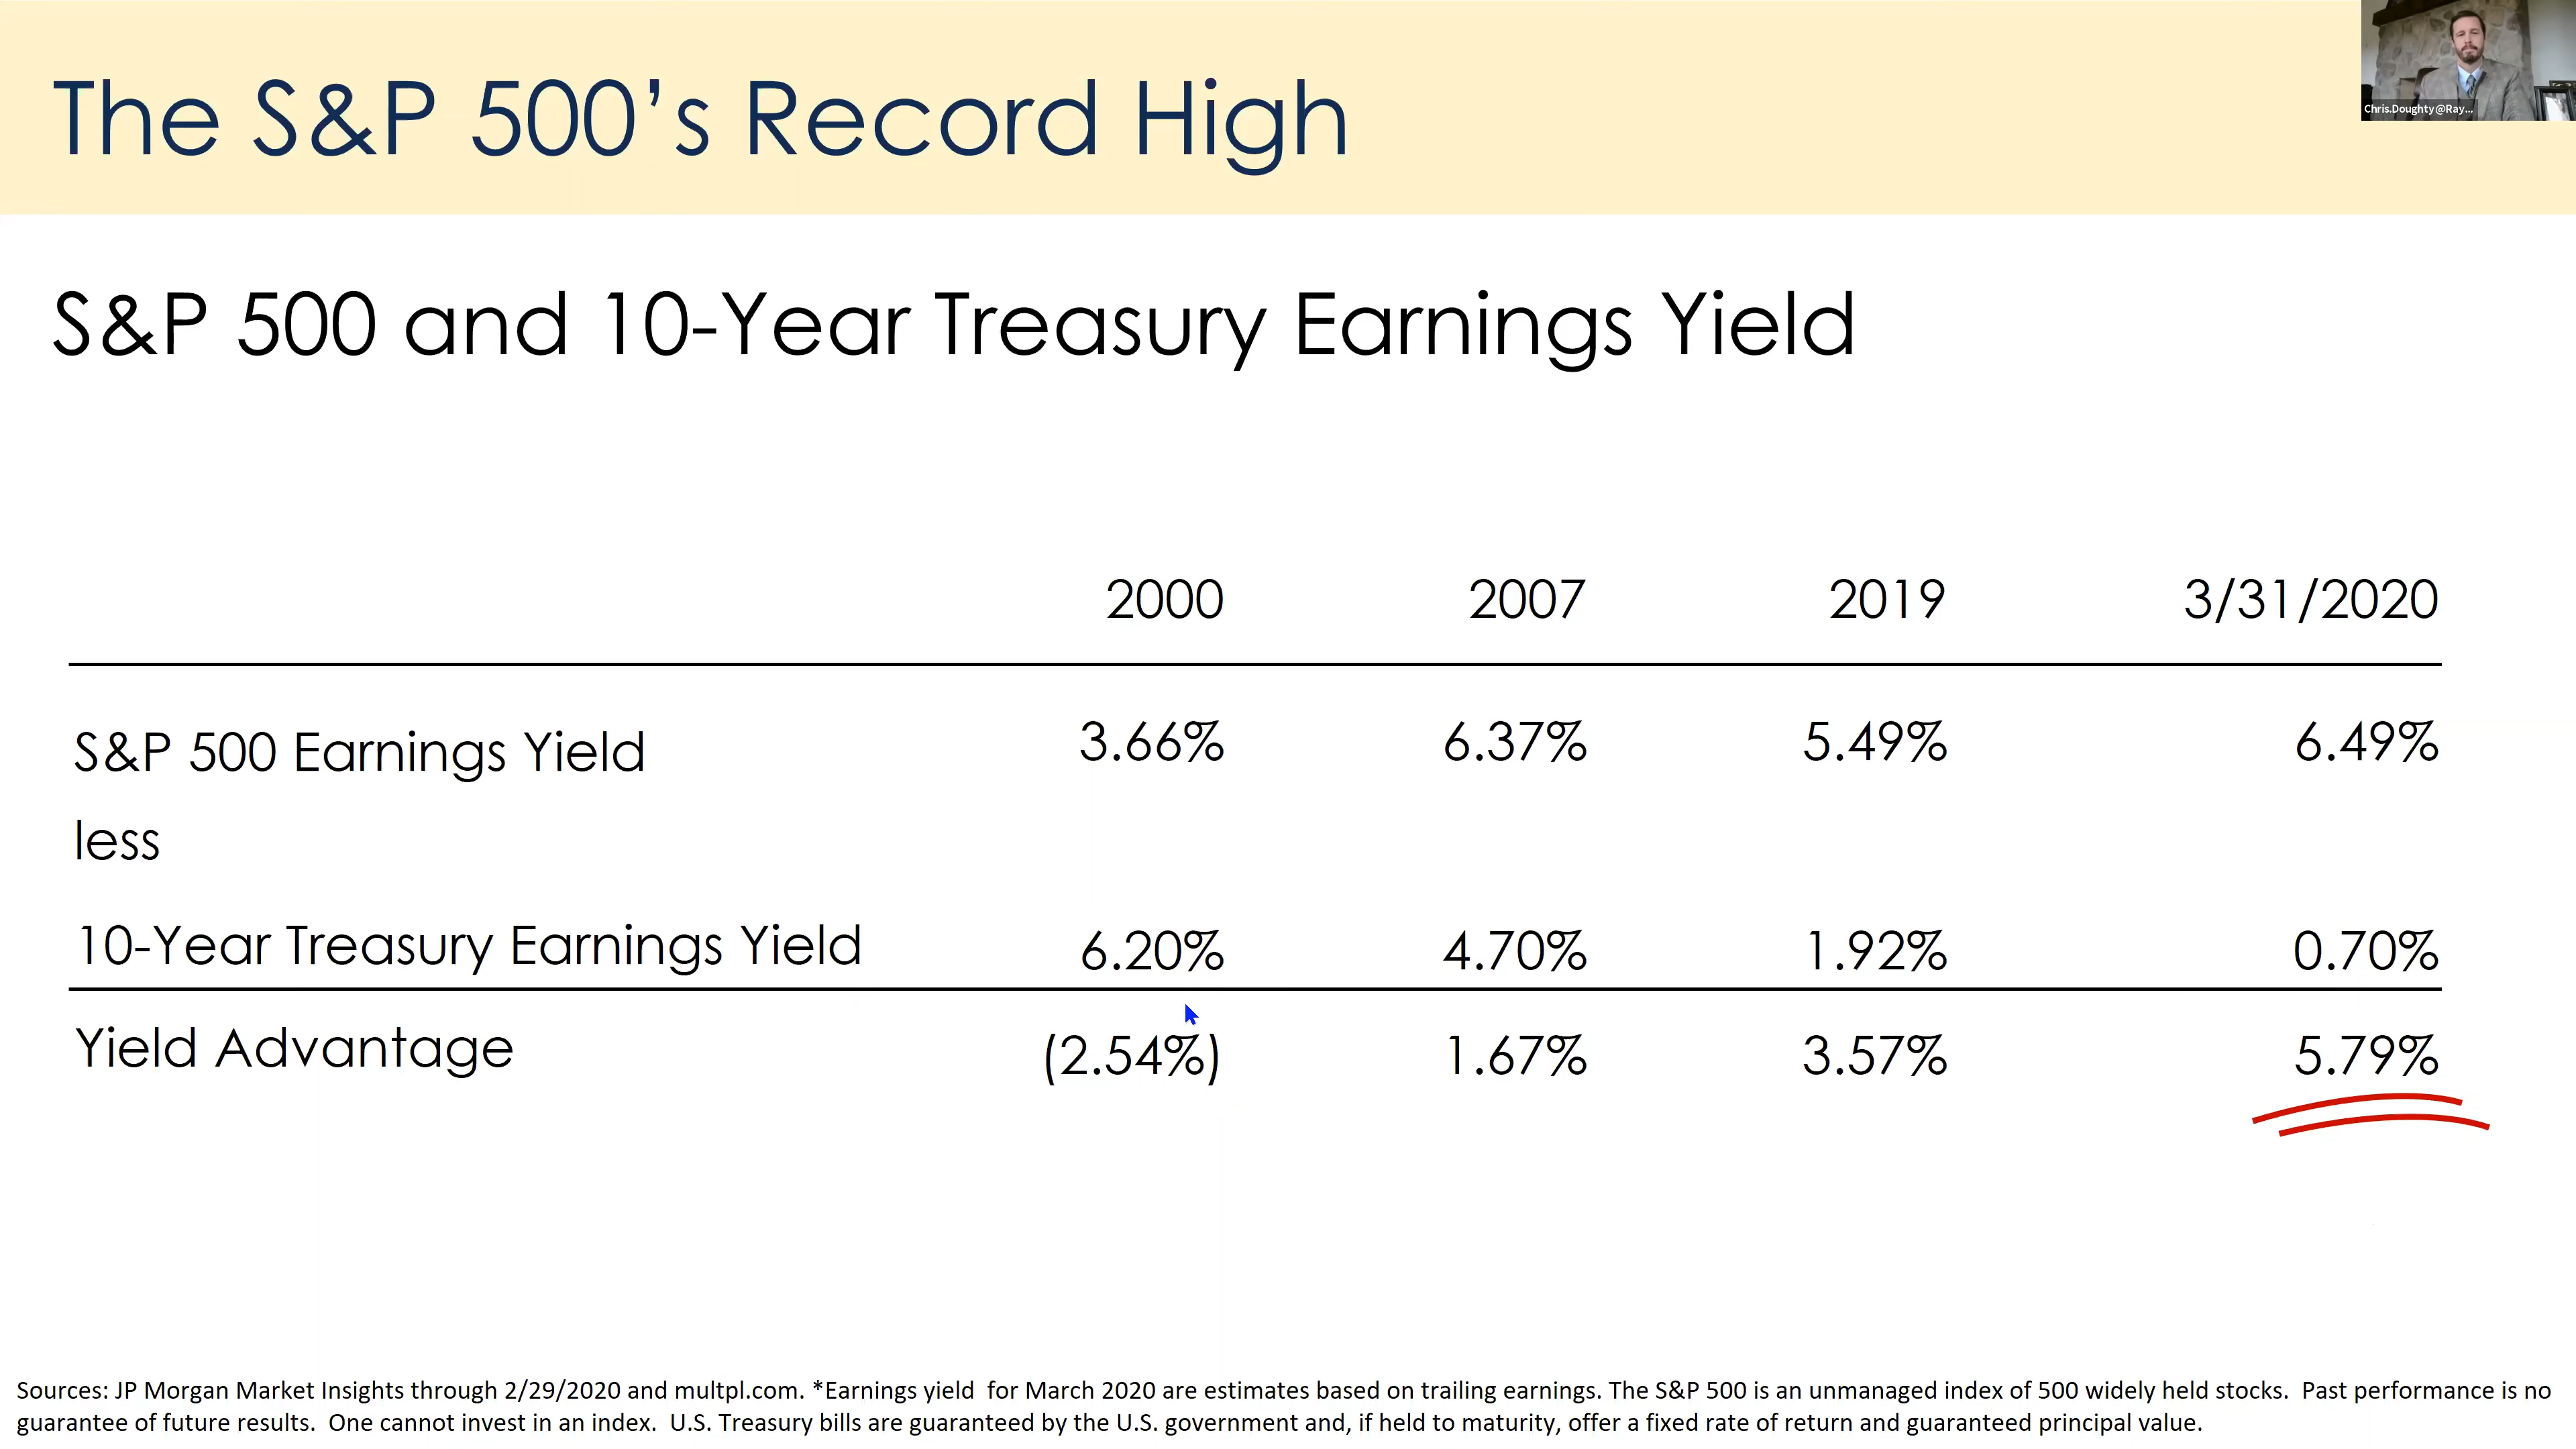 The S&P 500’s Record High
Chris.Doughty@Ray...
S&P 500 and 10-Year Treasury Earnings Yield
2000 2007 2019 3/31/2020
S&P 500 Earnings Yield 3.66% 6.37% 5.49% 6.49%
less
10-Year Treasury Earnings Yield 6.20% 4.70% 1.92% 0.70%
Yield Advantage (2.54%) 1.67% 3.57% 5.79%
Sources: JP Morgan Market Insights through 2/29/2020 and multpl.com. *Earnings yield  for March 2020 are estimates based on trailing earnings. The S&P 500 is an unmanaged index of 500 widely held stocks.  Past performance is no
guarantee of future results.  One cannot invest in an index.  U.S. Treasury bills are guaranteed by the U.S. government and, if held to maturity, offer a fixed rate of return and guaranteed principal value.